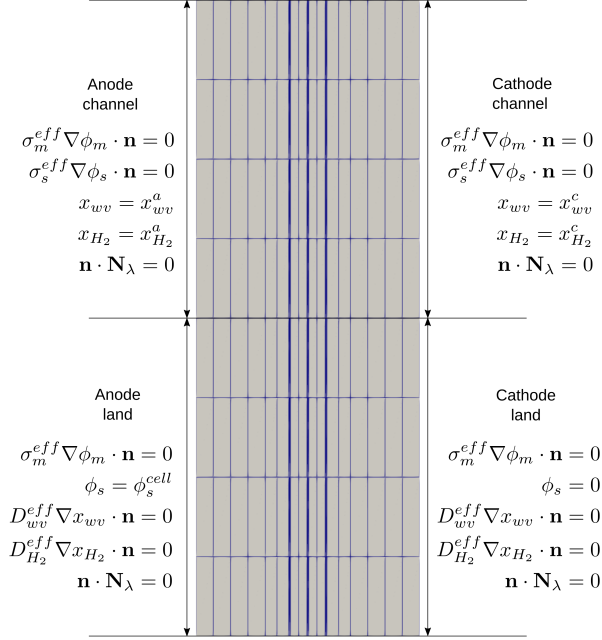 Anode
channel
σ_m^{eff}∇ϕ_m · n = 0
σ_s^{eff}∇ϕ_s · n = 0
x_{wv} = x_{wv}^a
x_{H_2} = x_{H_2}^a
n · N_λ = 0
Cathode
channel
σ_m^{eff}∇ϕ_m · n = 0
σ_s^{eff}∇ϕ_s · n = 0
x_{wv} = x_{wv}^c
x_{H_2} = x_{H_2}^c
n · N_λ = 0
Anode
land
σ_m^{eff}∇ϕ_m · n = 0
ϕ_s = ϕ_s^{cell}
D_{wv}^{eff}∇x_{wv} · n = 0
D_{H_2}^{eff}∇x_{H_2} · n = 0
n · N_λ = 0
Cathode
land
σ_m^{eff}∇ϕ_m · n = 0
ϕ_s = 0
D_{wv}^{eff}∇x_{wv} · n = 0
D_{H_2}^{eff}∇x_{H_2} · n = 0
n · N_λ = 0